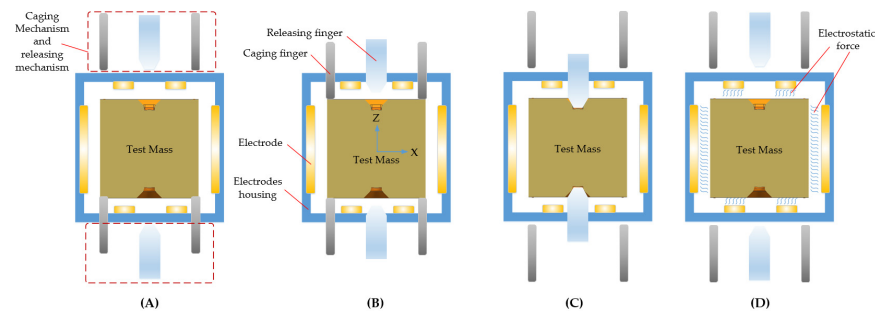 Caging
Mechanism
and
releasing
mechanism
Test Mass
(A)
Releasing finger
Caging finger
Z
X
Test Mass
Electrode
Electrodes
housing
(B)
Test Mass
(C)
Electrostatic
force
Test Mass
(D)